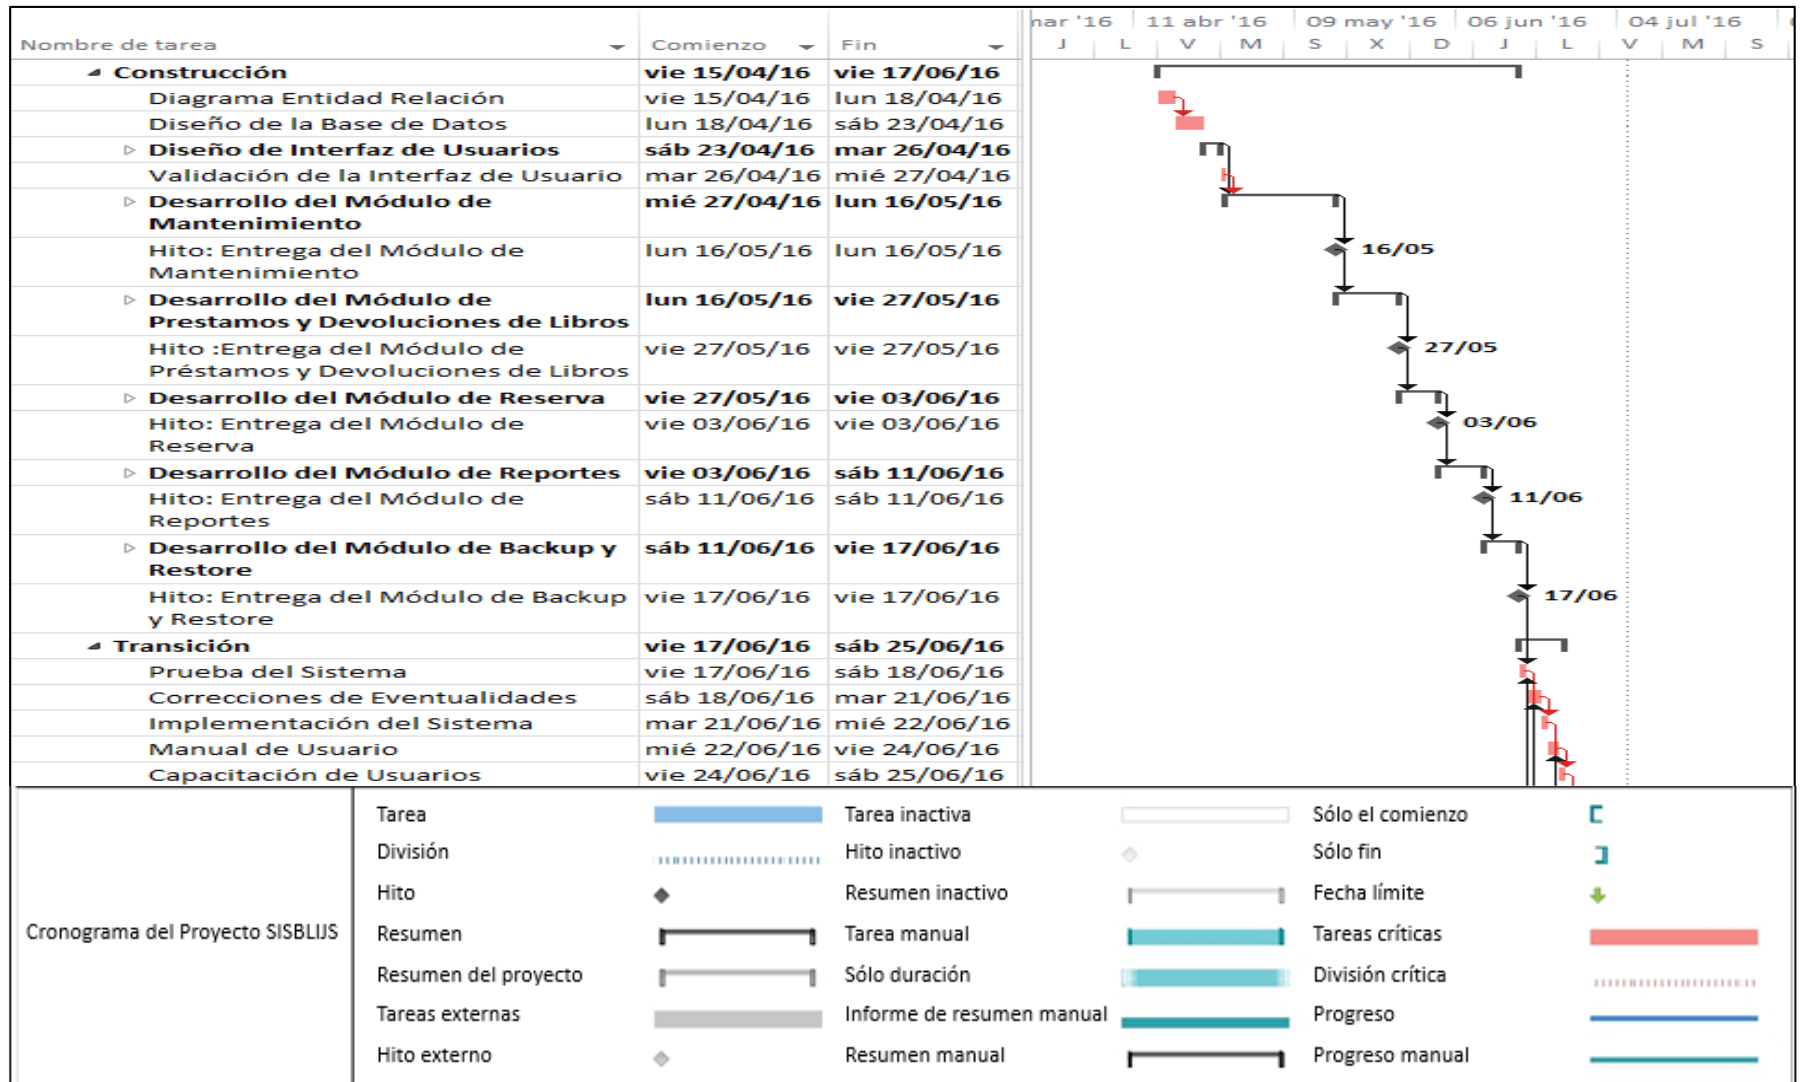 mar '16 11 abr '16 09 may '16 06 jun '16 04 jul '16
Nombre de tarea Comienzo Fin J L V M S X D J L V M S
Construcción vie 15/04/16 vie 17/06/16
Diagrama Entidad Relación vie 15/04/16 lun 18/04/16
Diseño de la Base de Datos lun 18/04/16 sáb 23/04/16
Diseño de Interfaz de Usuarios sáb 23/04/16 mar 26/04/16
Validación de la Interfaz de Usuario mar 26/04/16 mié 27/04/16
Desarrollo del Módulo de mié 27/04/16 lun 16/05/16
Mantenimiento
Hito: Entrega del Módulo de lun 16/05/16 lun 16/05/16 16/05
Mantenimiento
Desarrollo del Módulo de lun 16/05/16 vie 27/05/16
Prestamos y Devoluciones de Libros
Hito :Entrega del Módulo de vie 27/05/16 vie 27/05/16 27/05
Préstamos y Devoluciones de Libros
Desarrollo del Módulo de Reserva vie 27/05/16 vie 03/06/16
Hito: Entrega del Módulo de vie 03/06/16 vie 03/06/16 03/06
Reserva
Desarrollo del Módulo de Reportes vie 03/06/16 sáb 11/06/16
Hito: Entrega del Módulo de sáb 11/06/16 sáb 11/06/16 11/06
Reportes
Desarrollo del Módulo de Backup y sáb 11/06/16 vie 17/06/16
Restore
Hito: Entrega del Módulo de Backup vie 17/06/16 vie 17/06/16 17/06
y Restore
Transición vie 17/06/16 sáb 25/06/16
Prueba del Sistema vie 17/06/16 sáb 18/06/16
Correcciones de Eventualidades sáb 18/06/16 mar 21/06/16
Implementación del Sistema mar 21/06/16 mié 22/06/16
Manual de Usuario mié 22/06/16 vie 24/06/16
Capacitación de Usuarios vie 24/06/16 sáb 25/06/16
Cronograma del Proyecto SISBLIJS
Tarea Tarea inactiva Sólo el comienzo
División Hito inactivo Sólo fin
Hito Resumen inactivo Fecha límite
Resumen Tarea manual Tareas críticas
Resumen del proyecto Sólo duración División crítica
Tareas externas Informe de resumen manual Progreso
Hito externo Resumen manual Progreso manual